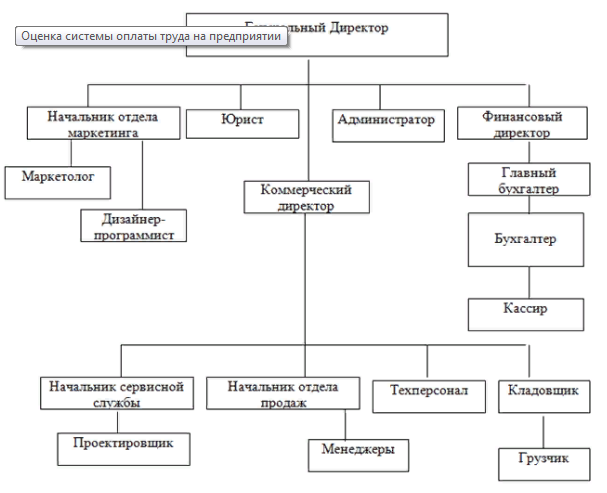 Директор
Оценка системы оплаты труда на предприятии
Начальник отдела
маркетинга
Юрист
Администратор
Финансовый
директор
Маркетолог
Коммерческий
директор
Главный
бухгалтер
Дизайнер-
программист
Бухгалтер
Кассир
Начальник сервисной
службы
Начальник отдела
продаж
Техперсонал
Кладовщик
Проектировщик
Менеджеры
Грузчик